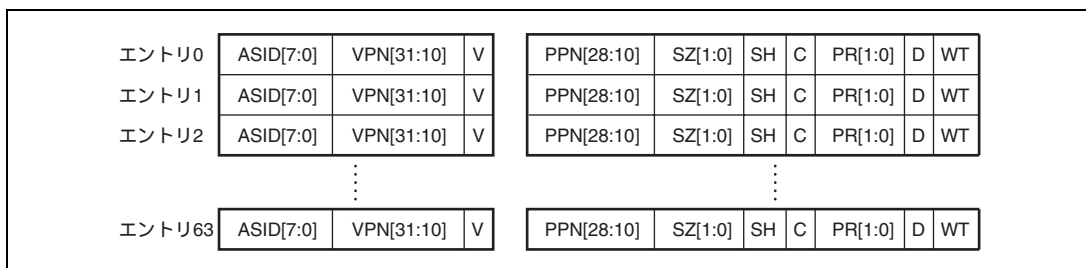 エントリ0 ASID[7:0] VPN[31:10] V PPN[28:10] SZ[1:0] SH C PR[1:0] D WT
エントリ1 ASID[7:0] VPN[31:10] V PPN[28:10] SZ[1:0] SH C PR[1:0] D WT
エントリ2 ASID[7:0] VPN[31:10] V PPN[28:10] SZ[1:0] SH C PR[1:0] D WT
エントリ63 ASID[7:0] VPN[31:10] V PPN[28:10] SZ[1:0] SH C PR[1:0] D WT